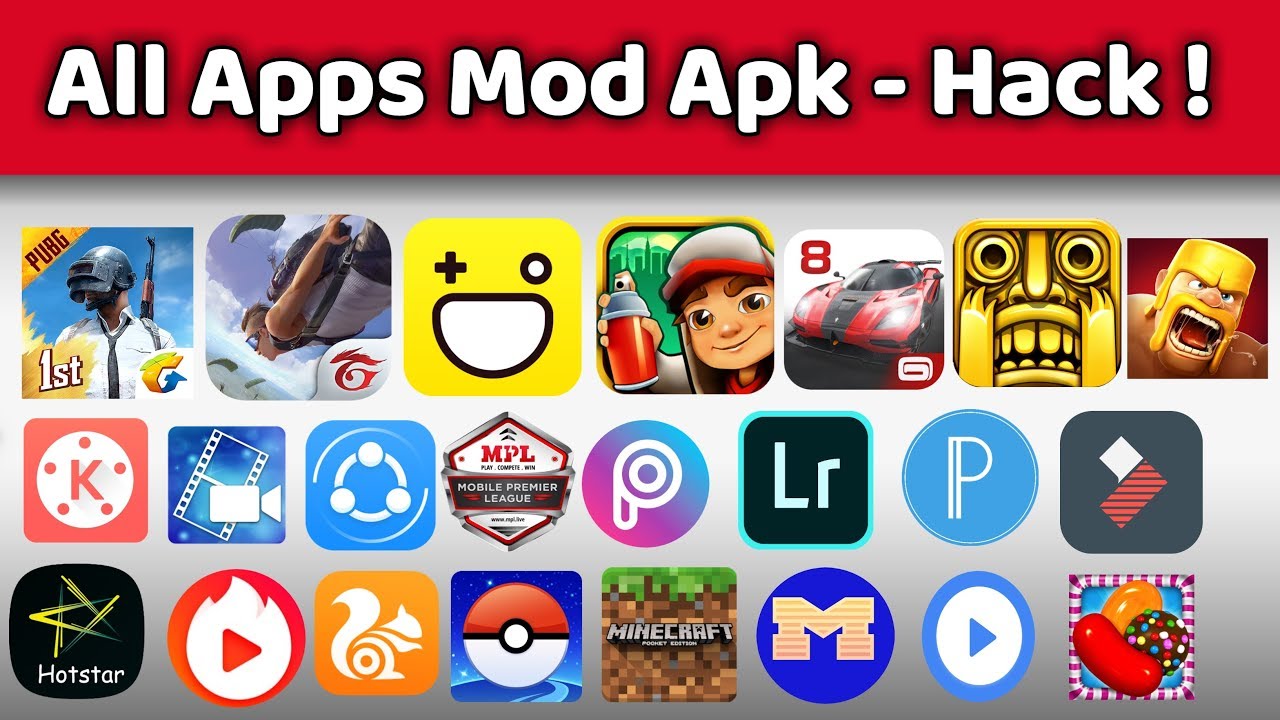 All Apps Mod Apk - Hack !
PUBG
1st
8
K
MPL
PLAY . COMPETE . WIN
MOBILE PREMIER
LEAGUE
www.mpl.live
P
Lr
P
Hotstar
MINECRAFT
POCKET EDITION
M